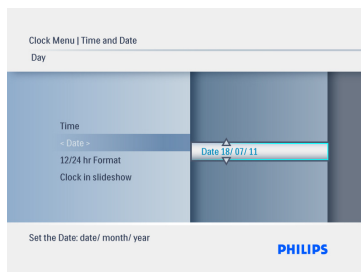 Clock Menu | Time and Date
Day
Time
< Date >
12/24 hr Format
Clock in slideshow
Date 18/ 07/ 11
Set the Date: date/ month/ year
PHILIPS